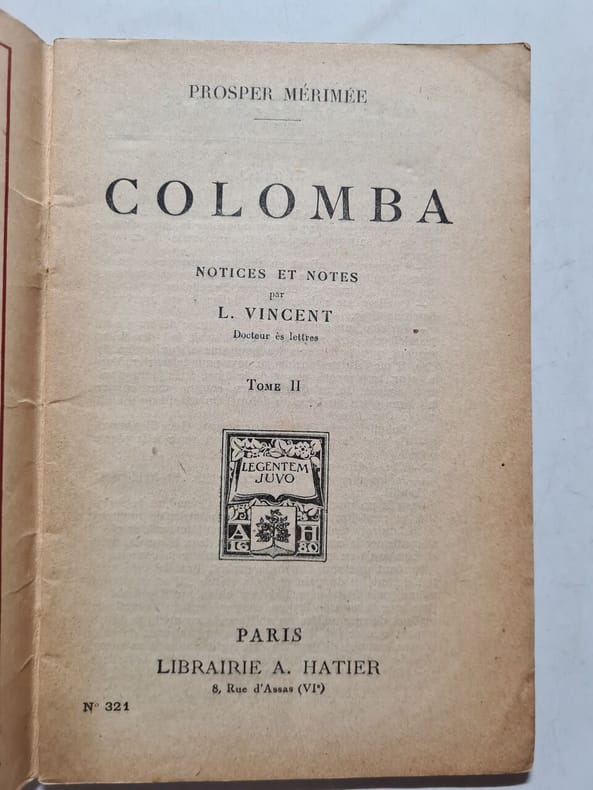 PROSPER MÉRIMÉE
COLOMBA
NOTICES ET NOTES
par
L. VINCENT
Docteur ès lettres
TOME II
LEGENTEM
JUVO
A H
16 80
PARIS
LIBRAIRIE A. HATIER
8, Rue d'Assas (VIe)
N° 321